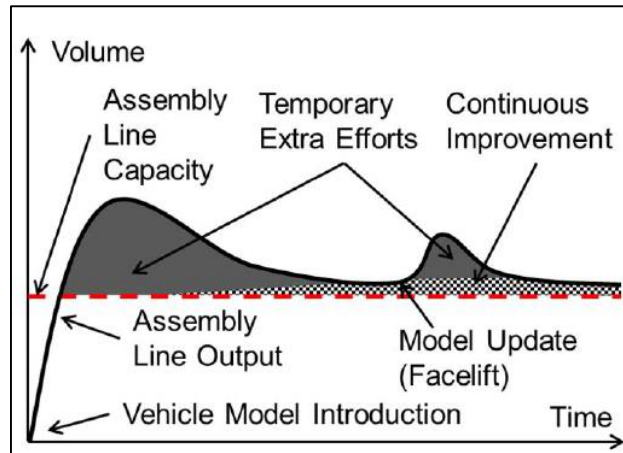 Volume
Assembly
Line
Capacity
Temporary
Extra Efforts
Continuous
Improvement
Assembly
Line Output
Model Update
(Facelift)
Vehicle Model Introduction
Time